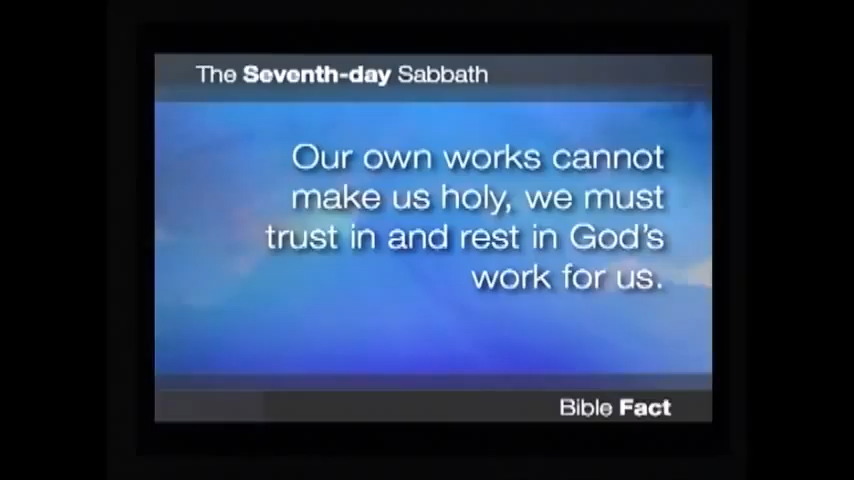 The Seventh-day Sabbath
Our own works cannot
make us holy, we must
trust in and rest in God's
work for us.
Bible Fact